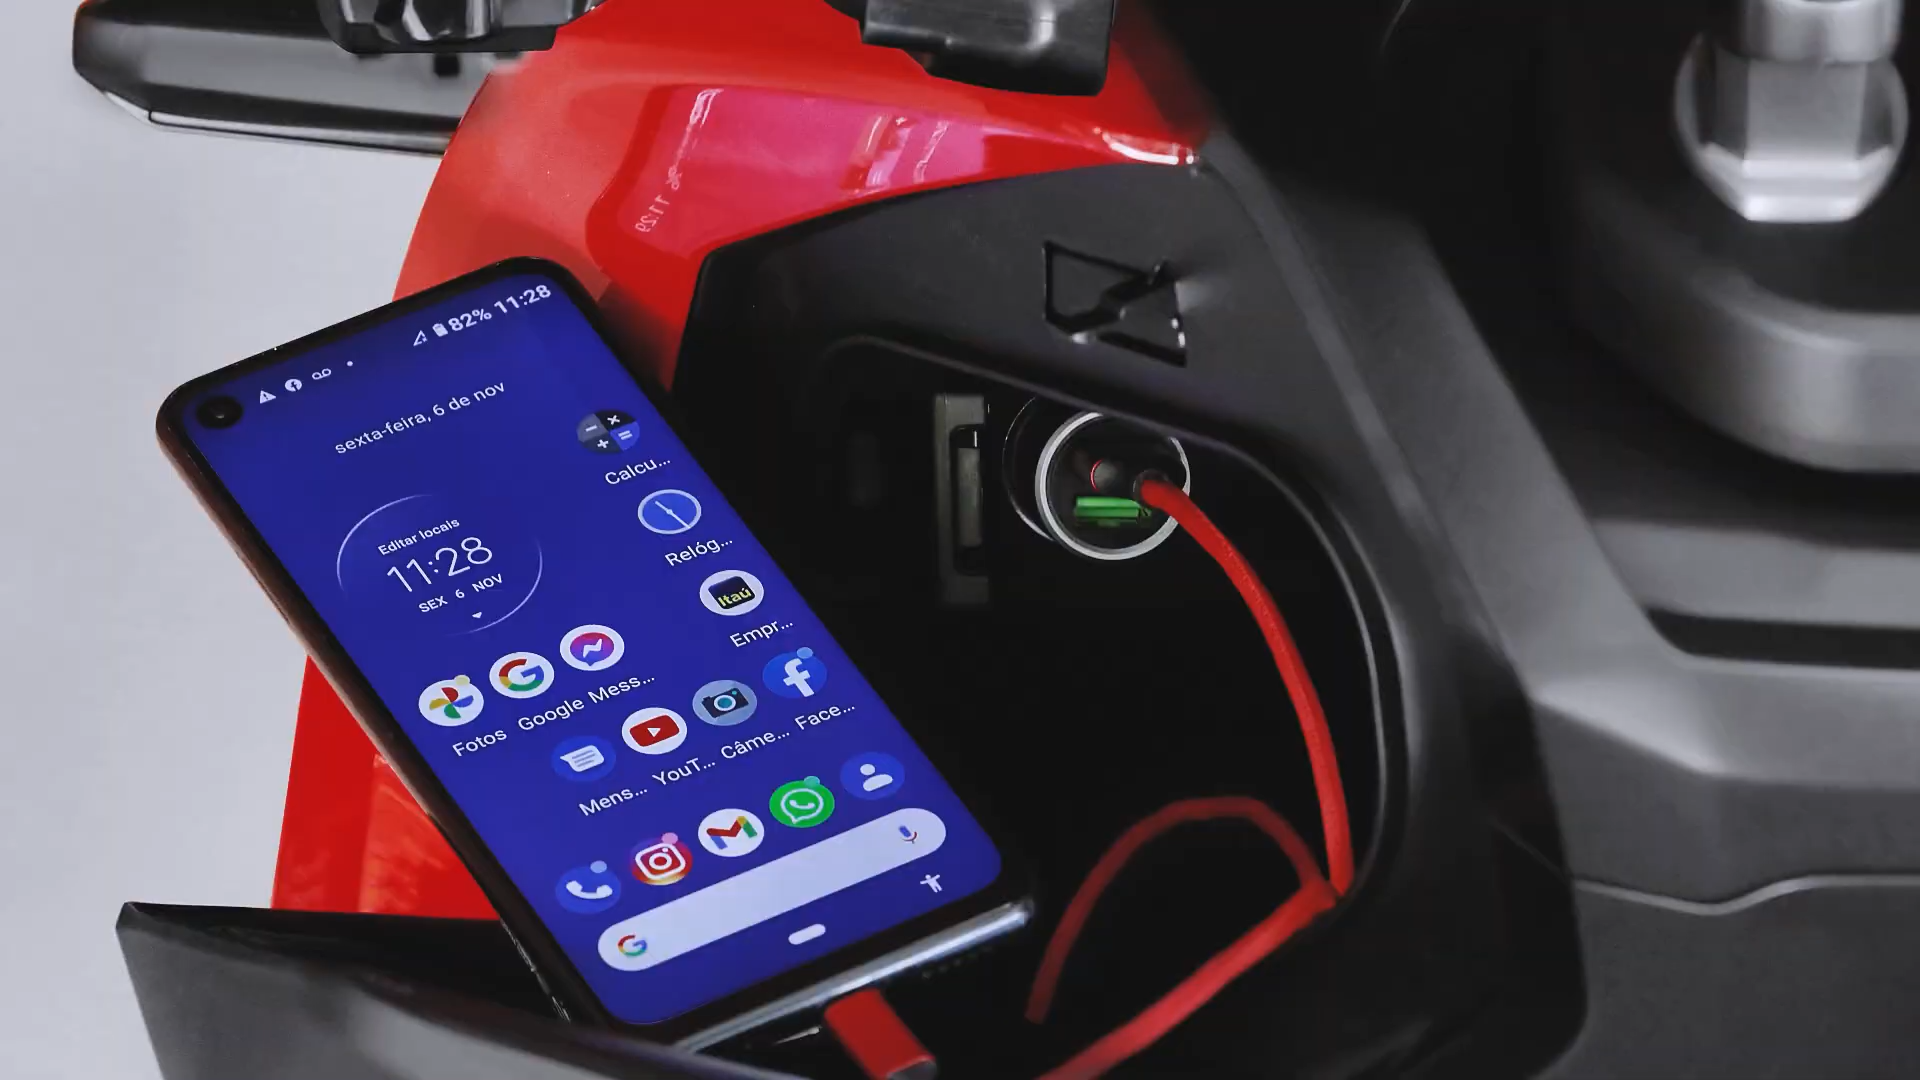 82% 11:28
sexta-feira, 6 de nov
Calcu...
Editar locais
11:28
SEX 6 NOV
Relóg...
Itaú
Empr...
Fotos
Google
Mess...
Mens...
YouT...
Câme...
Face...